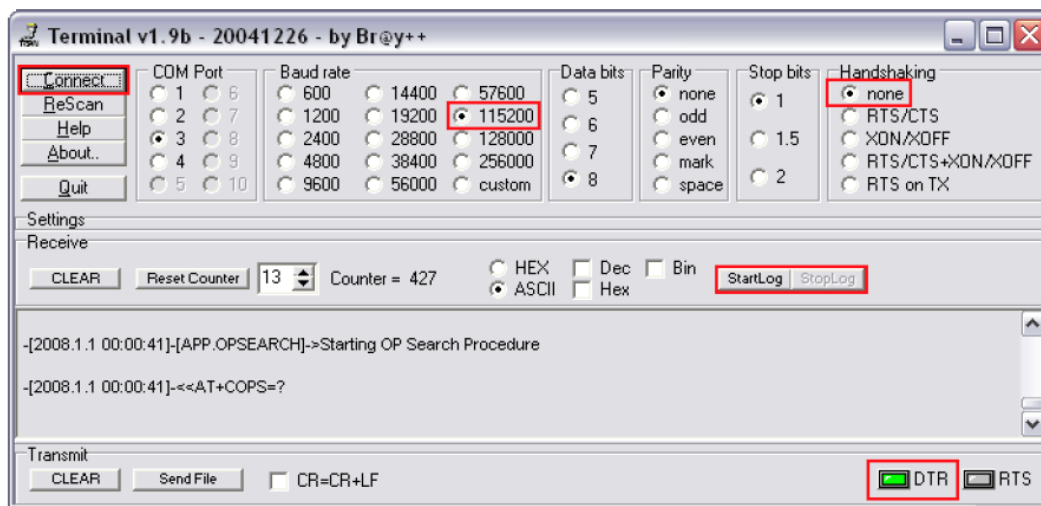 Terminal v1.9b - 20041226 - by Br@y++
Connect
ReScan
Help
About..
Quit
COM Port
1 6
2 7
3 8
4 9
5 10
Baud rate
600 14400 57600
1200 19200 115200
2400 28800 128000
4800 38400 256000
9600 56000 custom
Data bits
5
6
7
8
Parity
none
odd
even
mark
space
Stop bits
1
1.5
2
Handshaking
none
RTS/CTS
XON/XOFF
RTS/CTS+XON/XOFF
RTS on TX
Settings
Receive
CLEAR Reset Counter 13 Counter = 427
HEX Dec Bin
ASCII Hex
StartLog StopLog
-[2008.1.1 00:00:41]-[APP.OPSEARCH]->Starting OP Search Procedure
-[2008.1.1 00:00:41]-<<AT+COPS=?
Transmit
CLEAR Send File CR=CR+LF DTR RTS